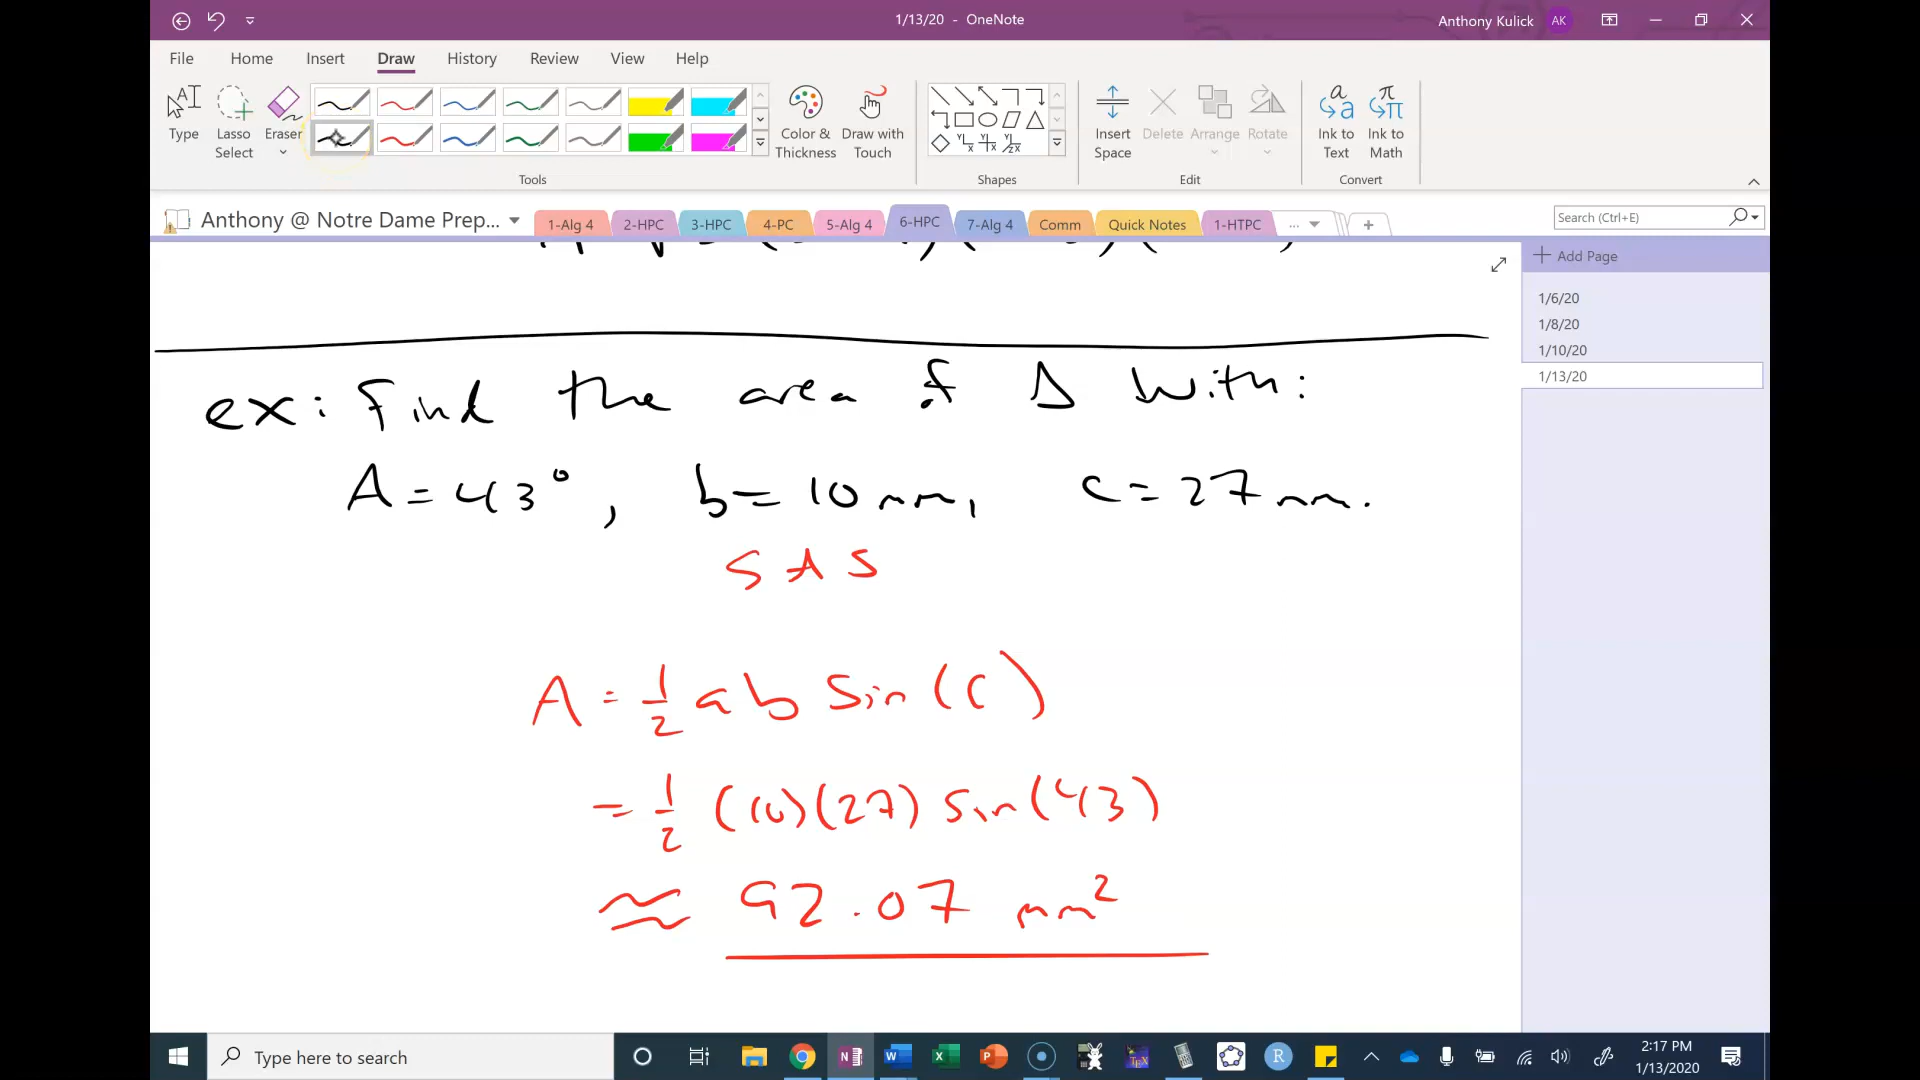 1/13/20 - OneNote
Anthony Kulick AK
File Home Insert Draw History Review View Help
Type
Lasso Select
Eraser
Color & Thickness
Draw with Touch
Insert Space
Delete
Arrange
Rotate
Ink to Text
Ink to Math
Tools
Shapes
Edit
Convert
Anthony @ Notre Dame Prep...
1-Alg 4 2-HPC 3-HPC 4-PC 5-Alg 4 6-HPC 7-Alg 4 Comm Quick Notes 1-HTPC ...
Search (Ctrl+E)
Add Page
1/6/20
1/8/20
1/10/20
1/13/20
ex: Find the area of Δ with:
A = 43°, b = 10 mm, c = 27 mm.
SAS
A = 1/2 ab sin(C)
= 1/2 (10)(27) sin(43)
≈ 92.07 mm²
Type here to search
2:17 PM
1/13/2020